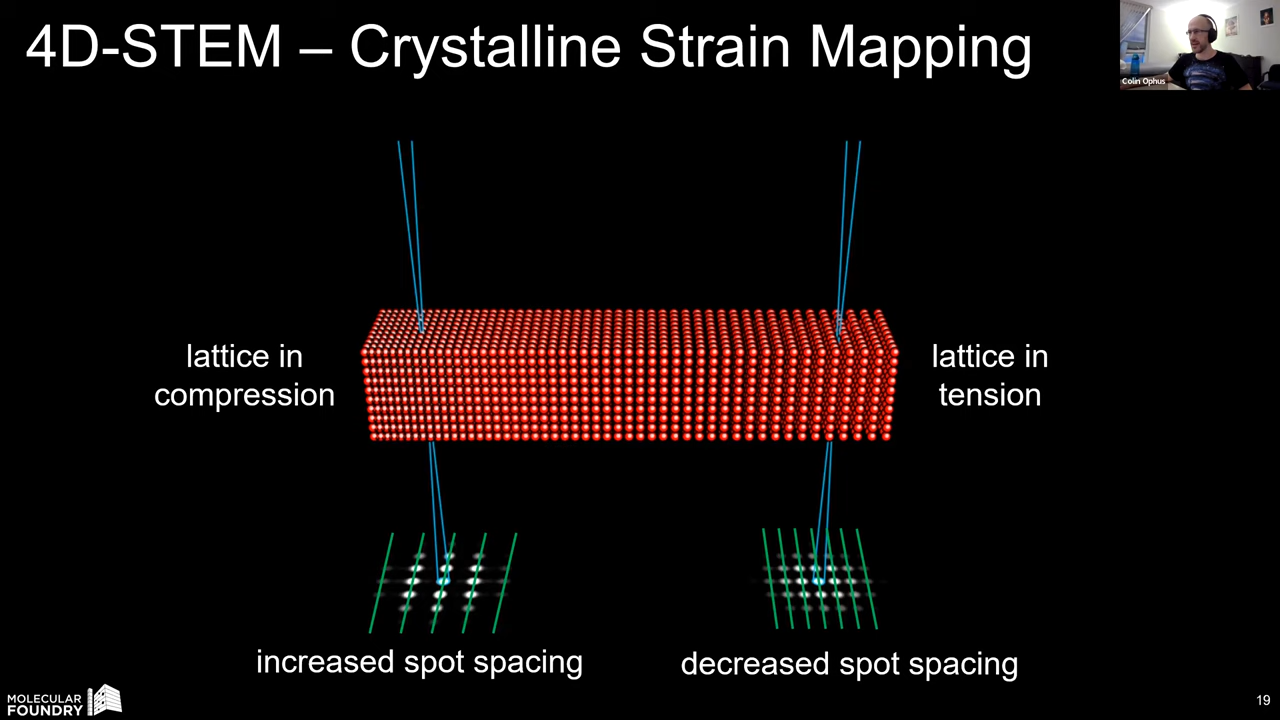 4D-STEM – Crystalline Strain Mapping
Colin Ophus
lattice in
compression
lattice in
tension
increased spot spacing
decreased spot spacing
MOLECULAR
FOUNDRY
19